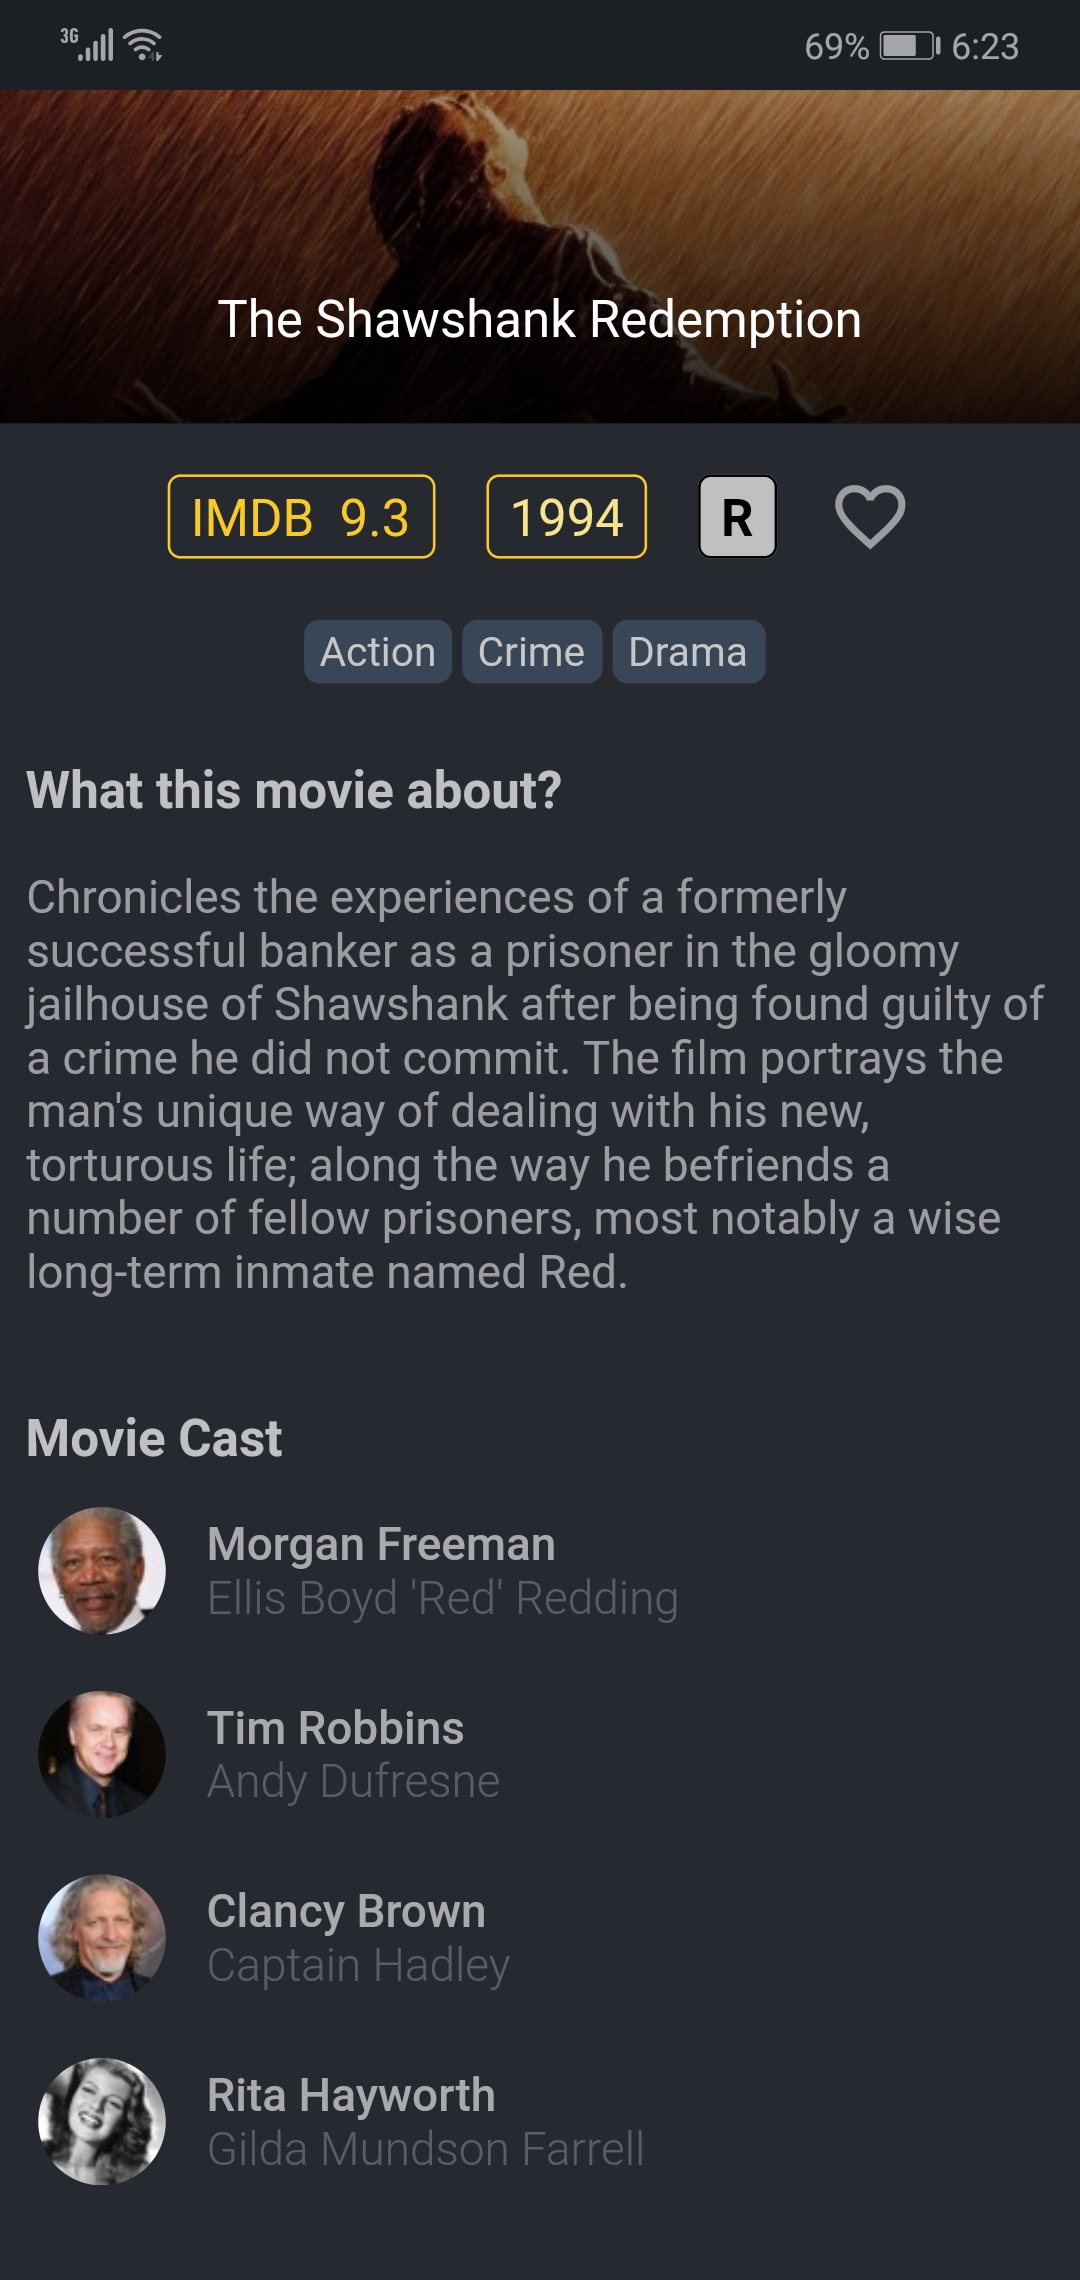 3G 69% 6:23
The Shawshank Redemption
IMDB 9.3 1994 R
Action Crime Drama
What this movie about?
Chronicles the experiences of a formerly
successful banker as a prisoner in the gloomy
jailhouse of Shawshank after being found guilty of
a crime he did not commit. The film portrays the
man's unique way of dealing with his new,
torturous life; along the way he befriends a
number of fellow prisoners, most notably a wise
long-term inmate named Red.
Movie Cast
Morgan Freeman
Ellis Boyd 'Red' Redding
Tim Robbins
Andy Dufresne
Clancy Brown
Captain Hadley
Rita Hayworth
Gilda Mundson Farrell